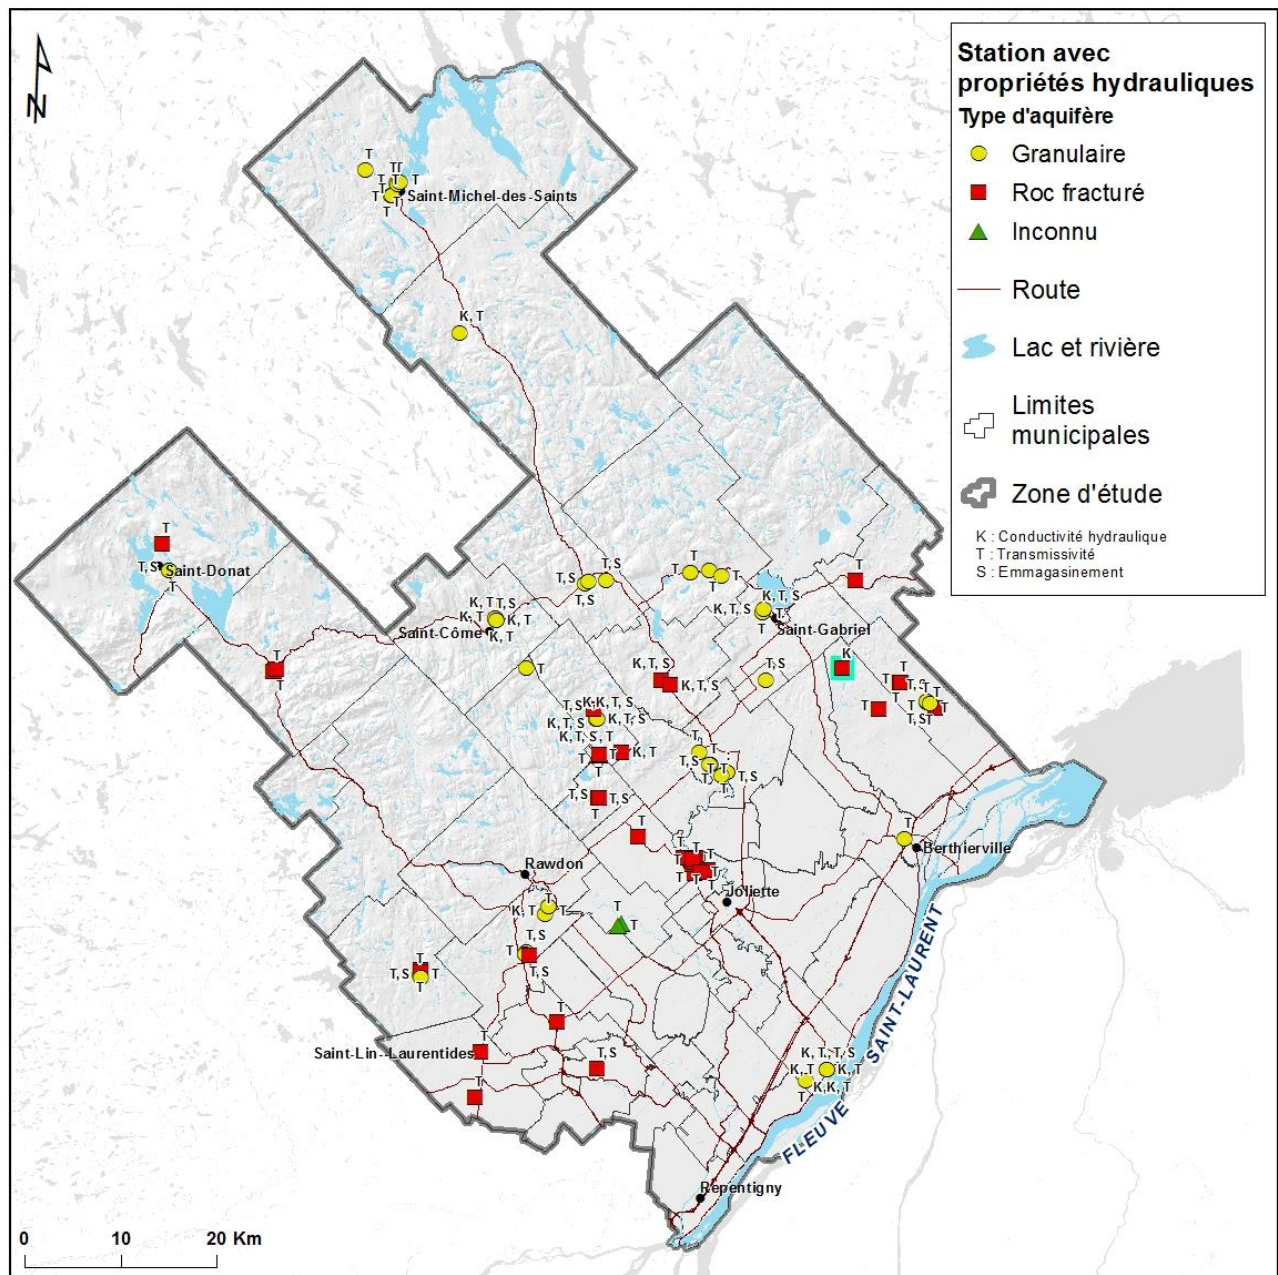 Station avec
propriétés hydrauliques
Type d'aquifère
Granulaire
Roc fracturé
Inconnu
Route
Lac et rivière
Limites
municipales
Zone d'étude
K : Conductivité hydraulique
T : Transmissivité
S : Emmagasinement
N
T
Saint-Michel-des-Saints
K, T
T
T, S
Saint-Donat
T
T, S
T, S
T, S
T
T
T
T
K, T T, S
K, T
K, T
Saint-Côme
K, T
K, T, S
K, T, S
T
Saint-Gabriel
T
T
T
K, T, S
K, T, S
T, S
K
T
T
T, S
K, T, S
K, T, S
K, T
T, S
T, S
T
T, S
T, S
T
T
Berthierville
Rawdon
Joliette
K, T
T
T
T
T, S
T
T, S
T
T, S
T
T
T
T
Saint-Lin--Laurentides
T, S
T
K, T, T, S
K, T
K, T
K,K, T
T
FLEUVE SAINT-LAURENT
Repentigny
0 10 20 Km